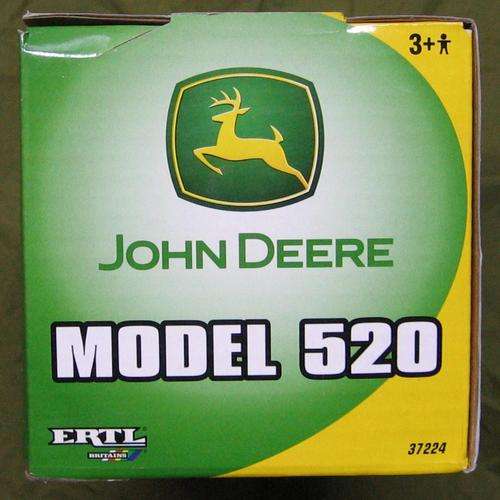 3+
JOHN DEERE
MODEL 520
ERTL®
BRITAINS
37224